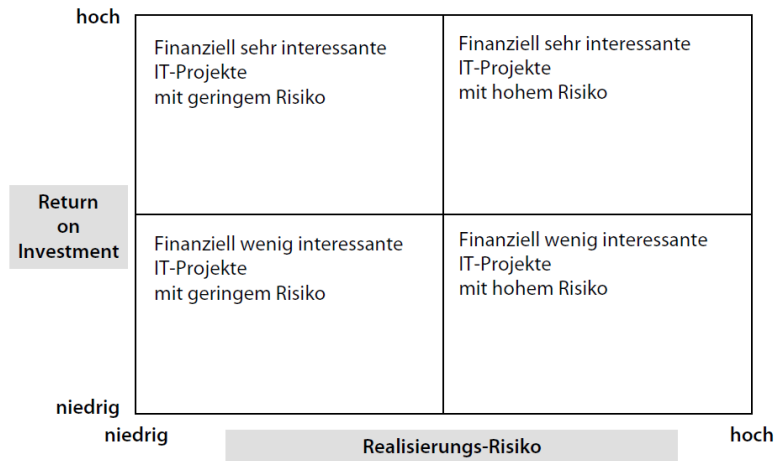 hoch
Finanziell sehr interessante
IT-Projekte
mit geringem Risiko
Finanziell sehr interessante
IT-Projekte
mit hohem Risiko
Return
on
Investment
Finanziell wenig interessante
IT-Projekte
mit geringem Risiko
Finanziell wenig interessante
IT-Projekte
mit hohem Risiko
niedrig
niedrig
Realisierungs-Risiko
hoch